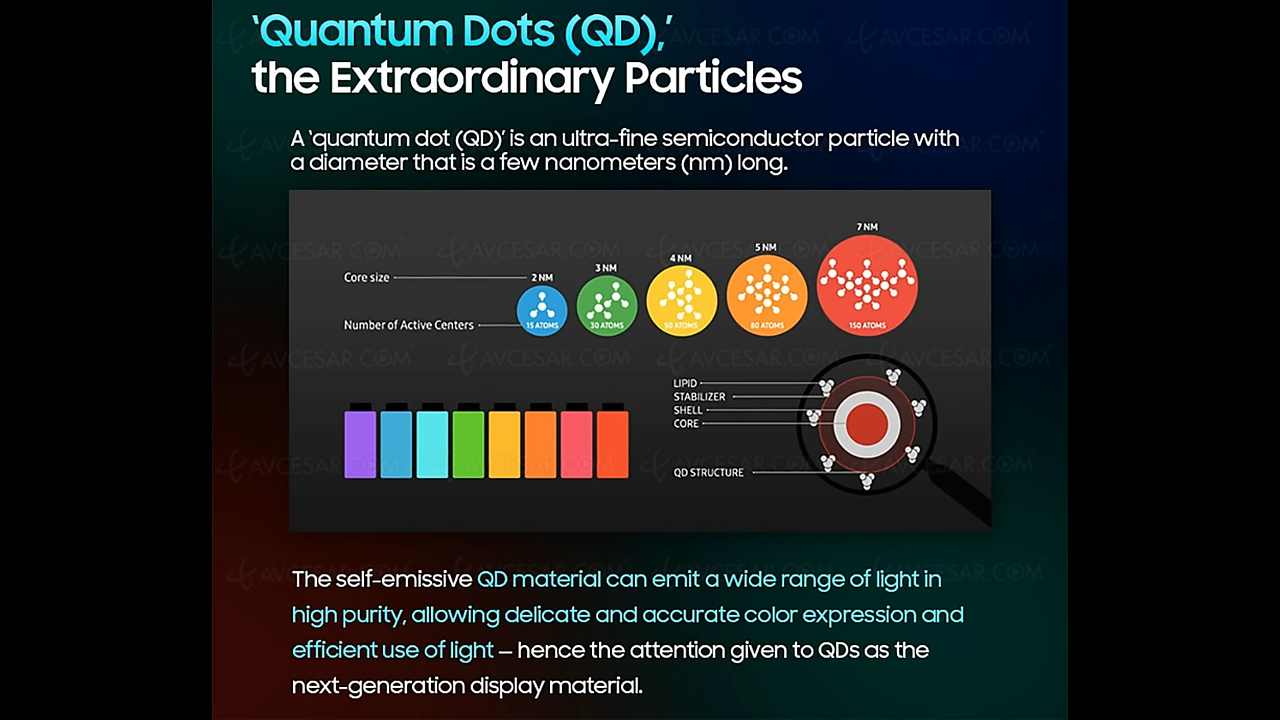 ‘Quantum Dots (QD),’
the Extraordinary Particles
A ‘quantum dot (QD)’ is an ultra-fine semiconductor particle with
a diameter that is a few nanometers (nm) long.
7 NM
5 NM
4 NM
3 NM
Core size
2 NM
Number of Active Centers
15 ATOMS
30 ATOMS
50 ATOMS
80 ATOMS
150 ATOMS
LIPID
STABILIZER
SHELL
CORE
QD STRUCTURE
The self-emissive QD material can emit a wide range of light in
high purity, allowing delicate and accurate color expression and
efficient use of light – hence the attention given to QDs as the
next-generation display material.
AVCESAR.COM